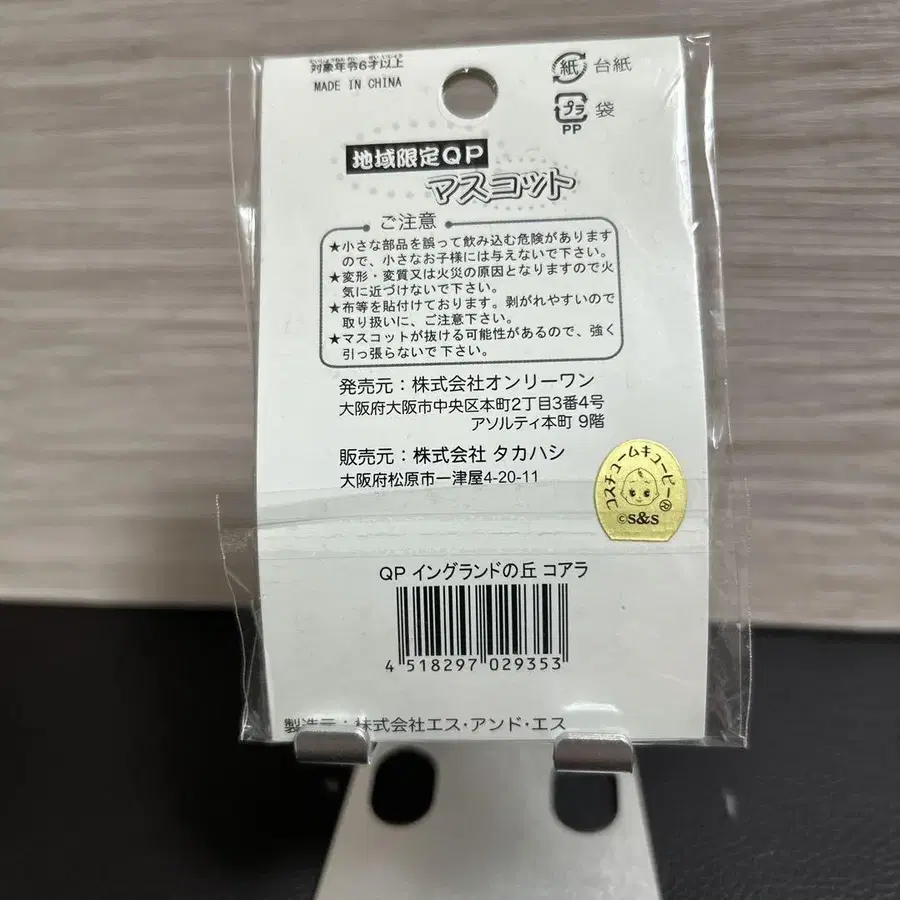 対象年令6才以上
MADE IN CHINA
紙 台紙
プラ 袋
PP
地域限定QP
マスコット
ご注意
★小さな部品を誤って飲み込む危険があります
ので、小さなお子様には与えないで下さい。
★変形・変質又は火災の原因となりますので火
気に近づけないで下さい。
★布等を貼付けております。剥がれやすいので
取り扱いに、ご注意下さい。
★マスコットが抜ける可能性があるので、強く
引っ張らないで下さい。
発売元：株式会社オンリーワン
大阪府大阪市中央区本町2丁目3番4号
アソルティ本町 9階
販売元：株式会社 タカハシ
大阪府松原市一津屋4-20-11
コスチュームキューピー®
©S&S
QP イングランドの丘 コアラ
4 518297 029353
製造元：株式会社エス・アンド・エス